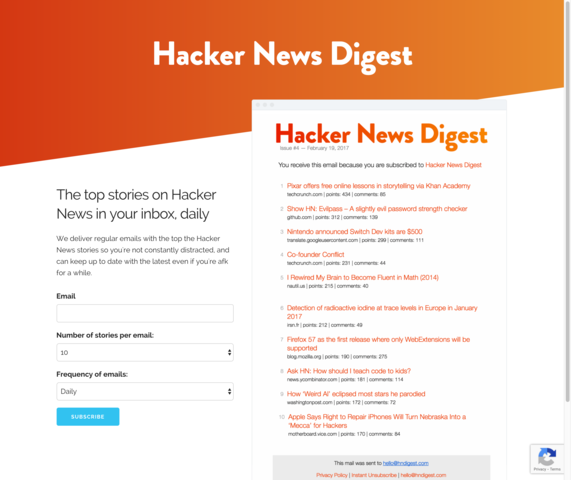 Hacker News Digest
The top stories on Hacker
News in your inbox, daily
We deliver regular emails with the top the Hacker
News stories so you're not constantly distracted, and
can keep up to date with the latest even if you're afk
for a while.
Email
Number of stories per email:
10
Frequency of emails:
Daily
SUBSCRIBE
Hacker News Digest
Issue #4 — February 19, 2017
You receive this email because you are subscribed to Hacker News Digest
1 Pixar offers free online lessons in storytelling via Khan Academy
techcrunch.com | points: 434 | comments: 85
2 Show HN: Evilpass – A slightly evil password strength checker
github.com | points: 312 | comments: 139
3 Nintendo announced Switch Dev kits are $500
translate.googleusercontent.com | points: 299 | comments: 111
4 Co-founder Conflict
techcrunch.com | points: 231 | comments: 44
5 I Rewired My Brain to Become Fluent in Math (2014)
nautil.us | points: 215 | comments: 40
6 Detection of radioactive iodine at trace levels in Europe in January
2017
irsn.fr | points: 212 | comments: 49
7 Firefox 57 as the first release where only WebExtensions will be
supported
blog.mozilla.org | points: 190 | comments: 275
8 Ask HN: How should I teach code to kids?
news.ycombinator.com | points: 181 | comments: 114
9 How 'Weird Al' eclipsed most stars he parodied
washingtonpost.com | points: 172 | comments: 72
10 Apple Says Right to Repair iPhones Will Turn Nebraska Into a
'Mecca' for Hackers
motherboard.vice.com | points: 170 | comments: 84
This mail was sent to hello@hndigest.com
Privacy Policy | Instant Unsubscribe | hello@hndigest.com
Privacy - Terms